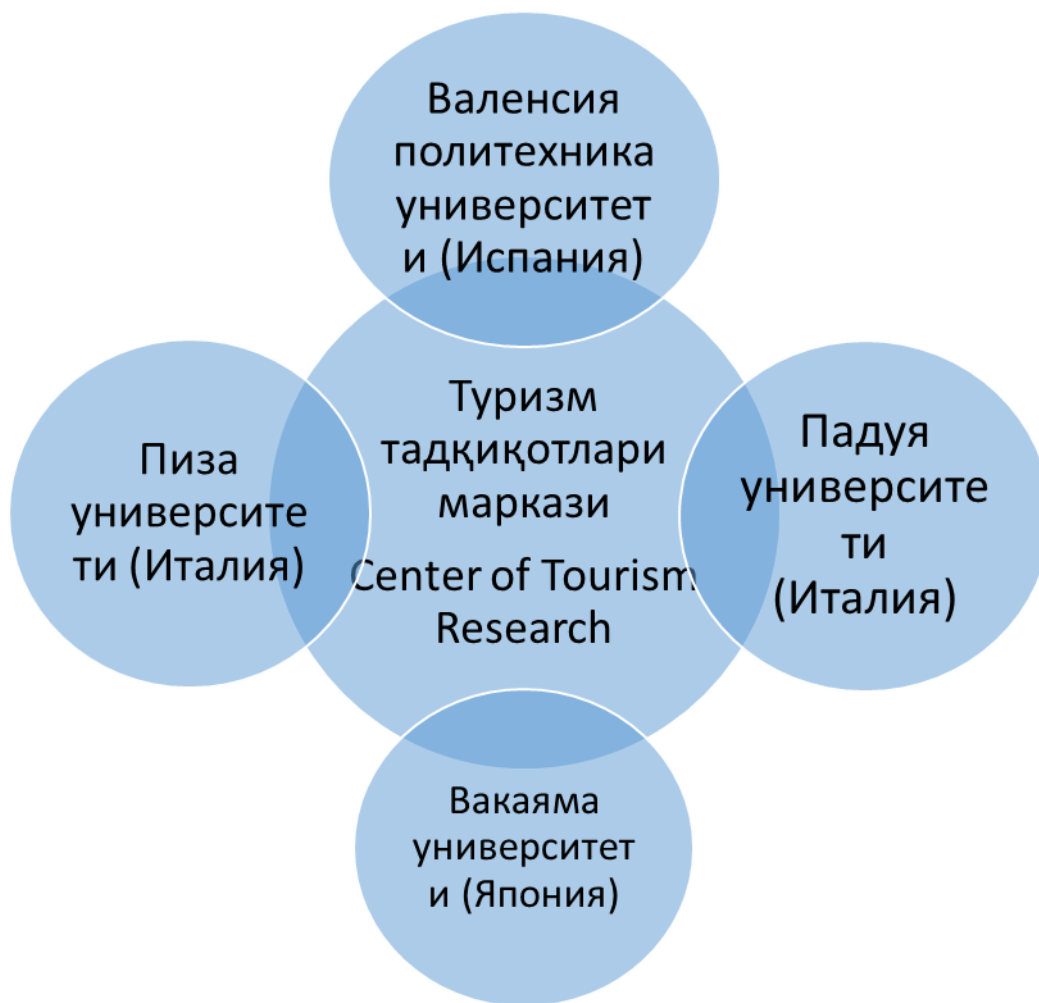 Валенсия
политехника
университет
и (Испания)
Туризм
тадқиқотлари
маркази
Center of Tourism
Research
Пиза
университе
ти (Италия)
Падуя
университе
ти
(Италия)
Вакаяма
университет
и (Япония)